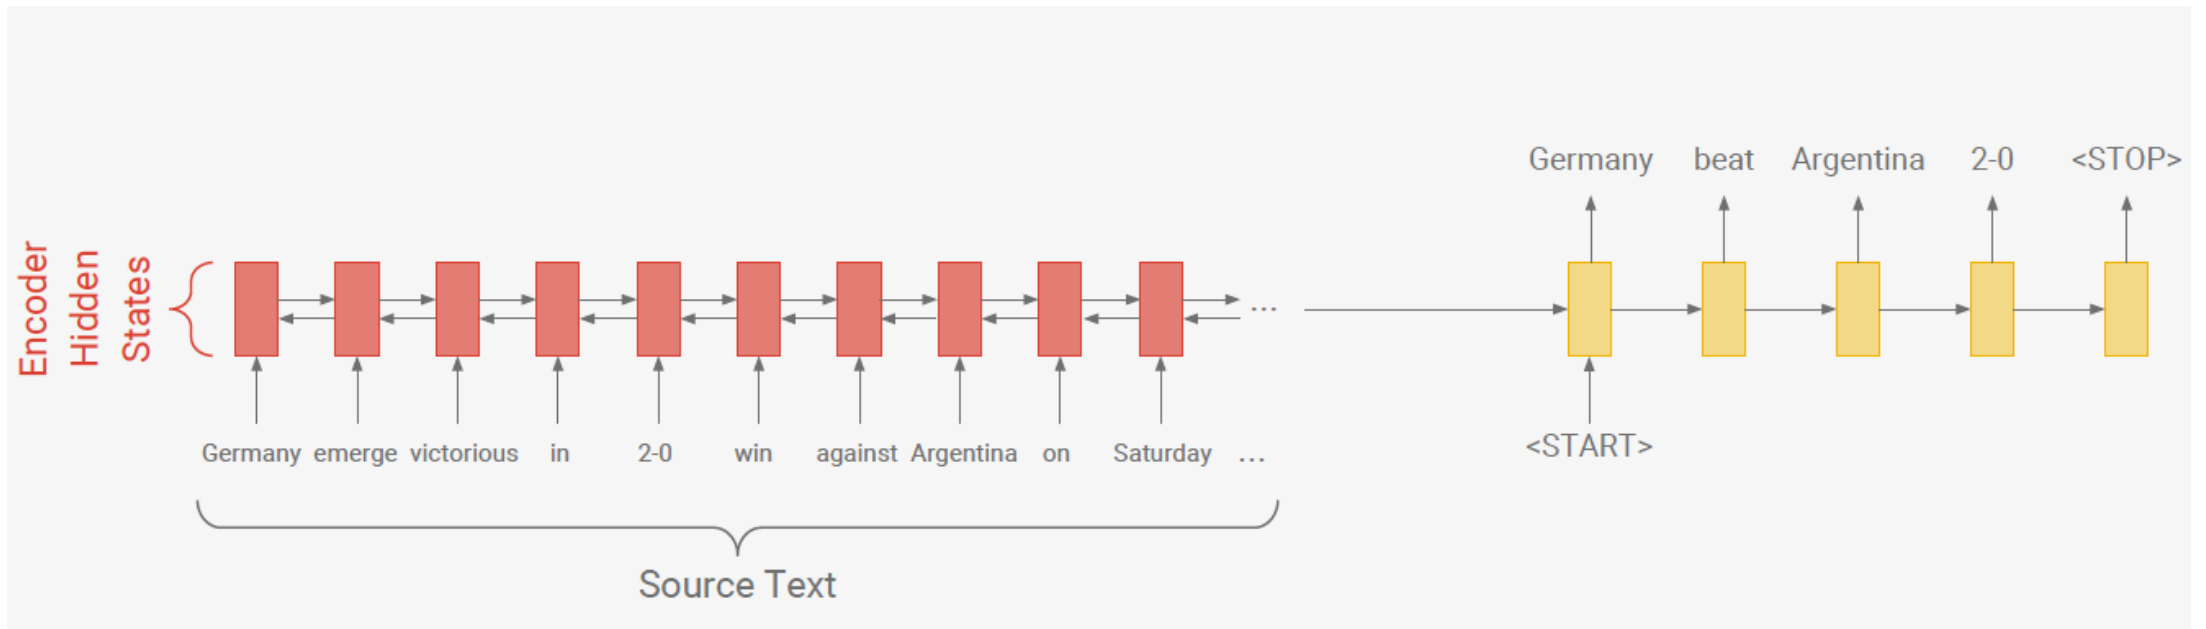 Germany beat Argentina 2-0 <STOP>
Encoder
Hidden
States
...
Germany emerge victorious in 2-0 win against Argentina on Saturday ...
<START>
Source Text